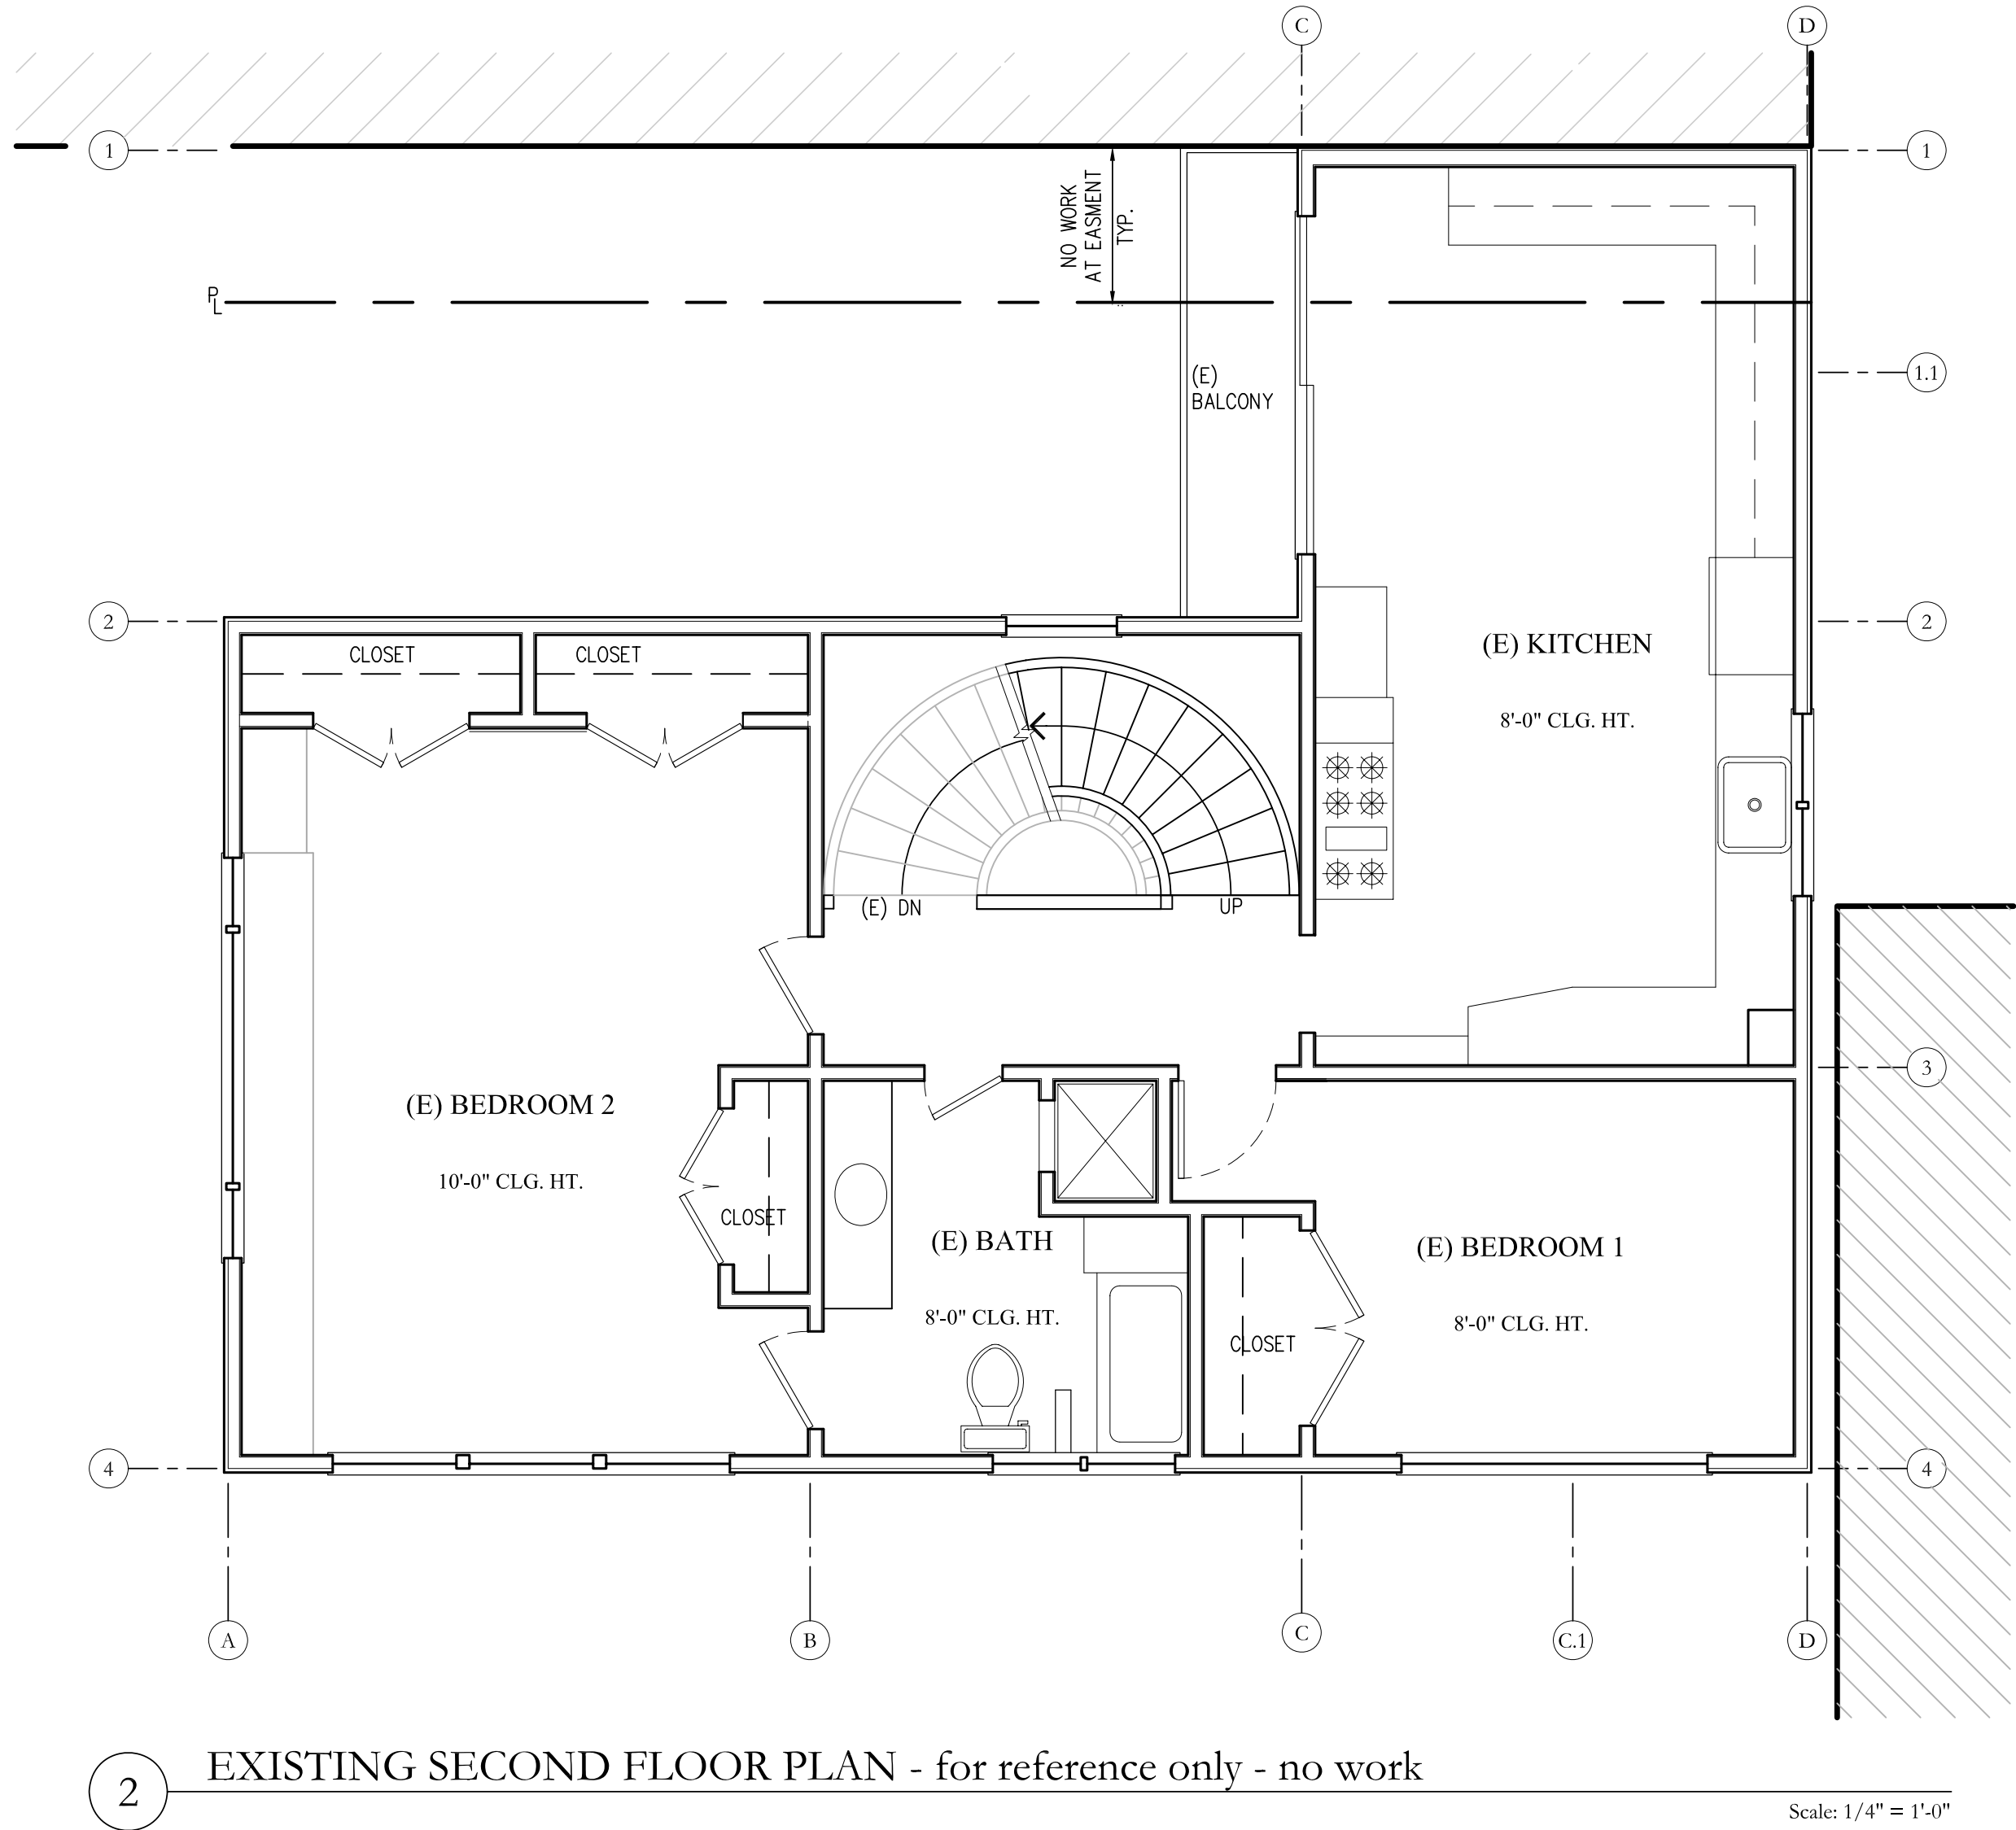 C
D
1
1
NO WORK
AT EASMENT
TYP.
PL
1.1
(E)
BALCONY
2
2
CLOSET
CLOSET
(E) KITCHEN
8'-0" CLG. HT.
(E) DN
UP
3
(E) BEDROOM 2
10'-0" CLG. HT.
CLOSET
(E) BATH
8'-0" CLG. HT.
(E) BEDROOM 1
8'-0" CLG. HT.
CLOSET
4
4
A
B
C
C.1
D
2
EXISTING SECOND FLOOR PLAN - for reference only - no work
Scale: 1/4" = 1'-0"